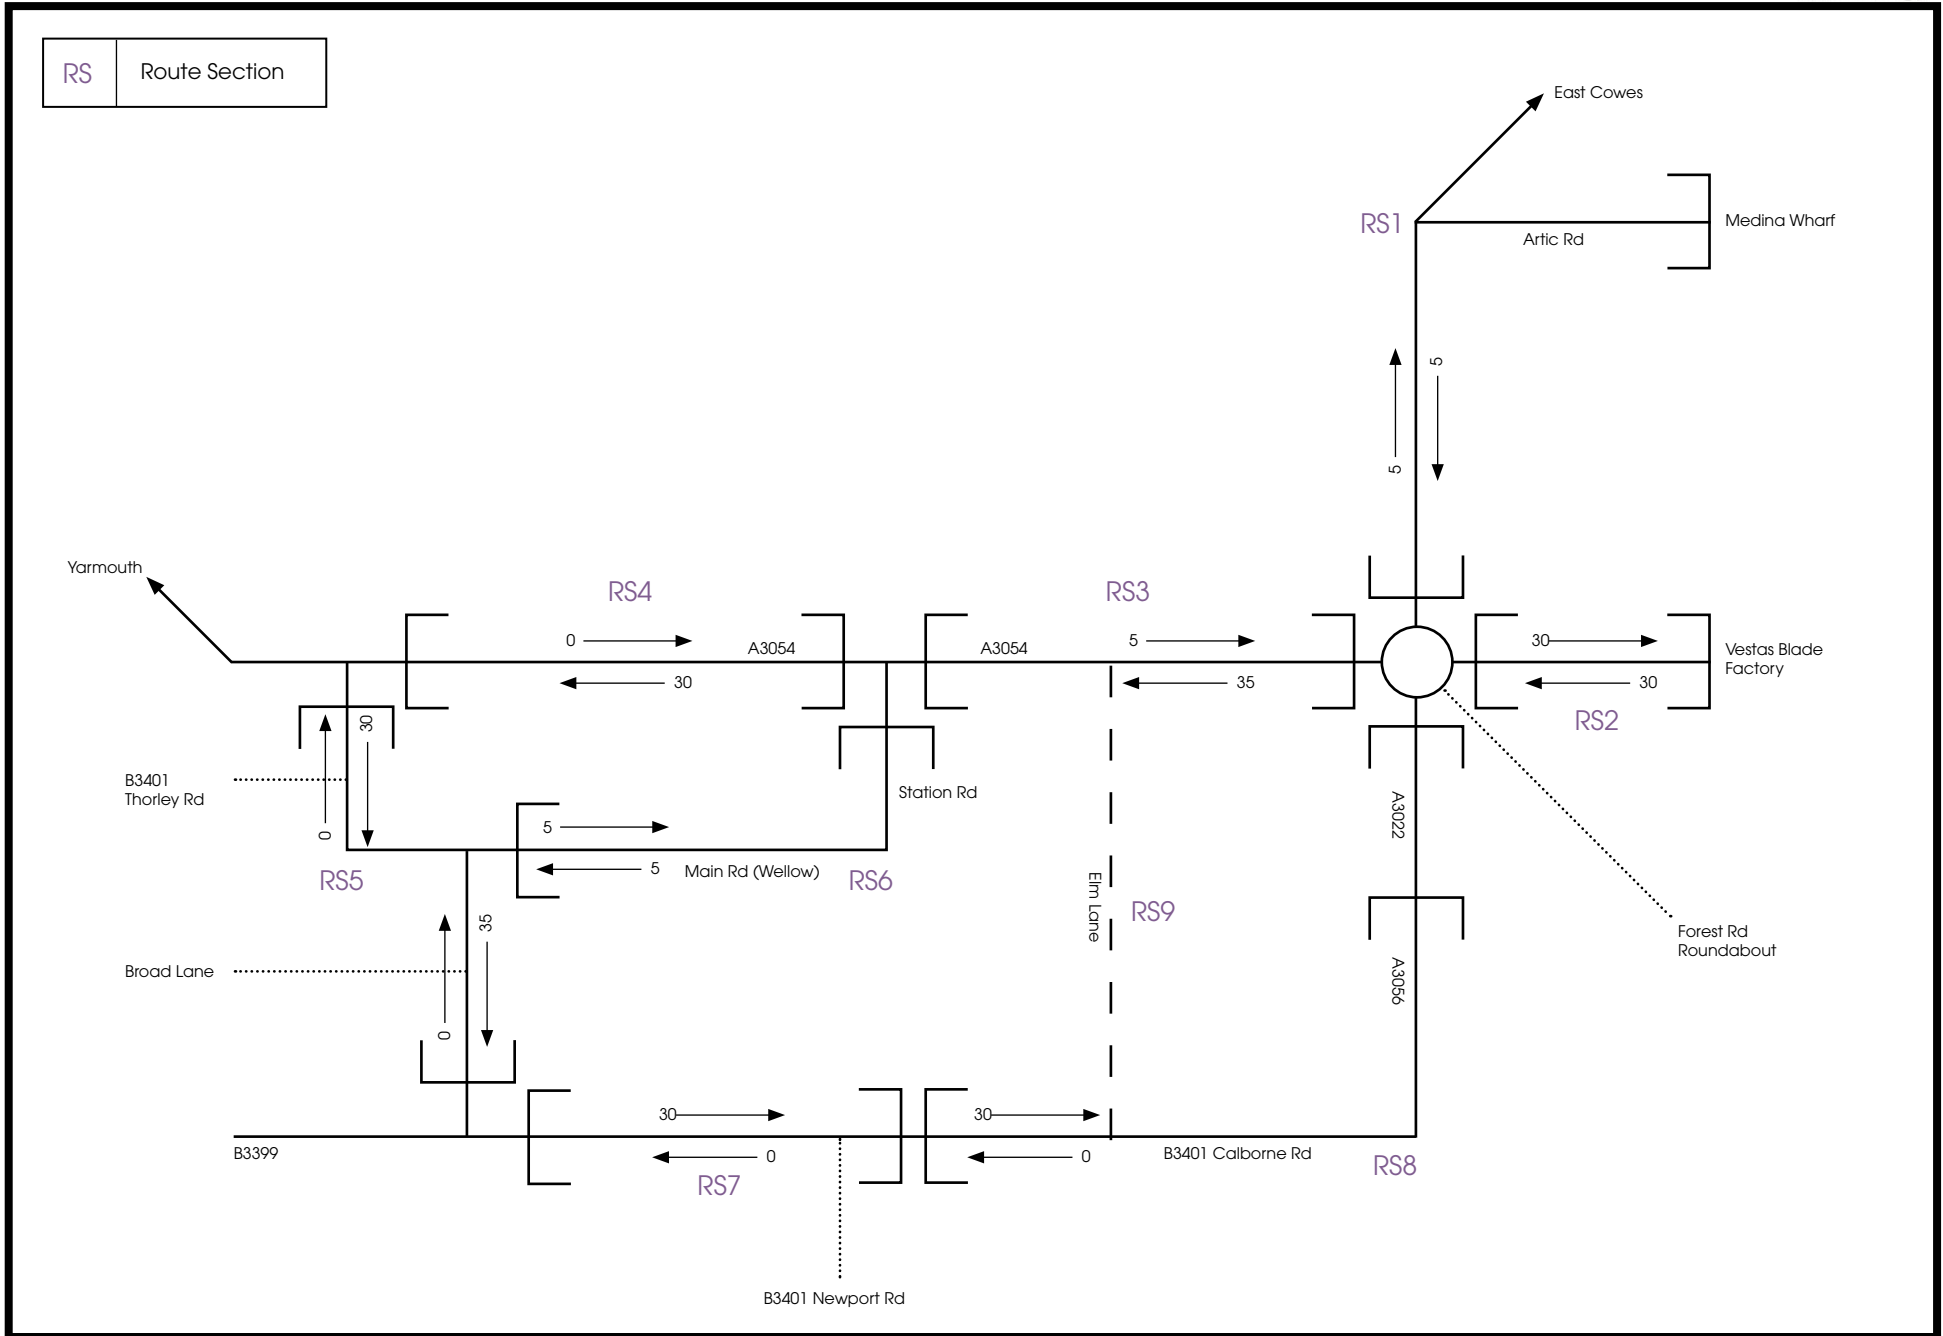 RS Route Section
East Cowes
RS1
Medina Wharf
Artic Rd
5
5
Yarmouth
RS4
RS3
0
A3054
A3054
5
30
Vestas Blade
Factory
30
35
30
RS2
30
B3401
Thorley Rd
Station Rd
A3022
0
5
RS5
5
Main Rd (Wellow)
RS6
Elm Lane
RS9
35
Forest Rd
Roundabout
Broad Lane
A3056
0
30
30
B3399
0
0
B3401 Calborne Rd
RS8
RS7
B3401 Newport Rd